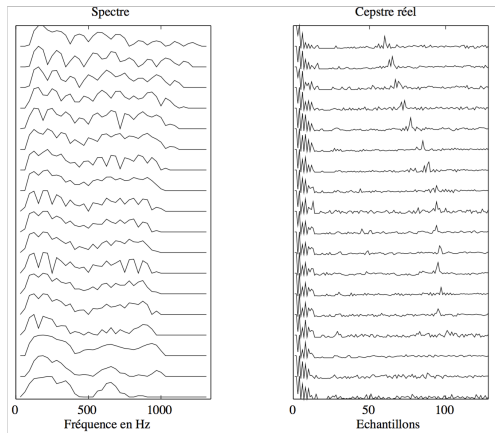 Spectre
Cepstre réel
0 500 1000
Fréquence en Hz
0 50 100
Echantillons